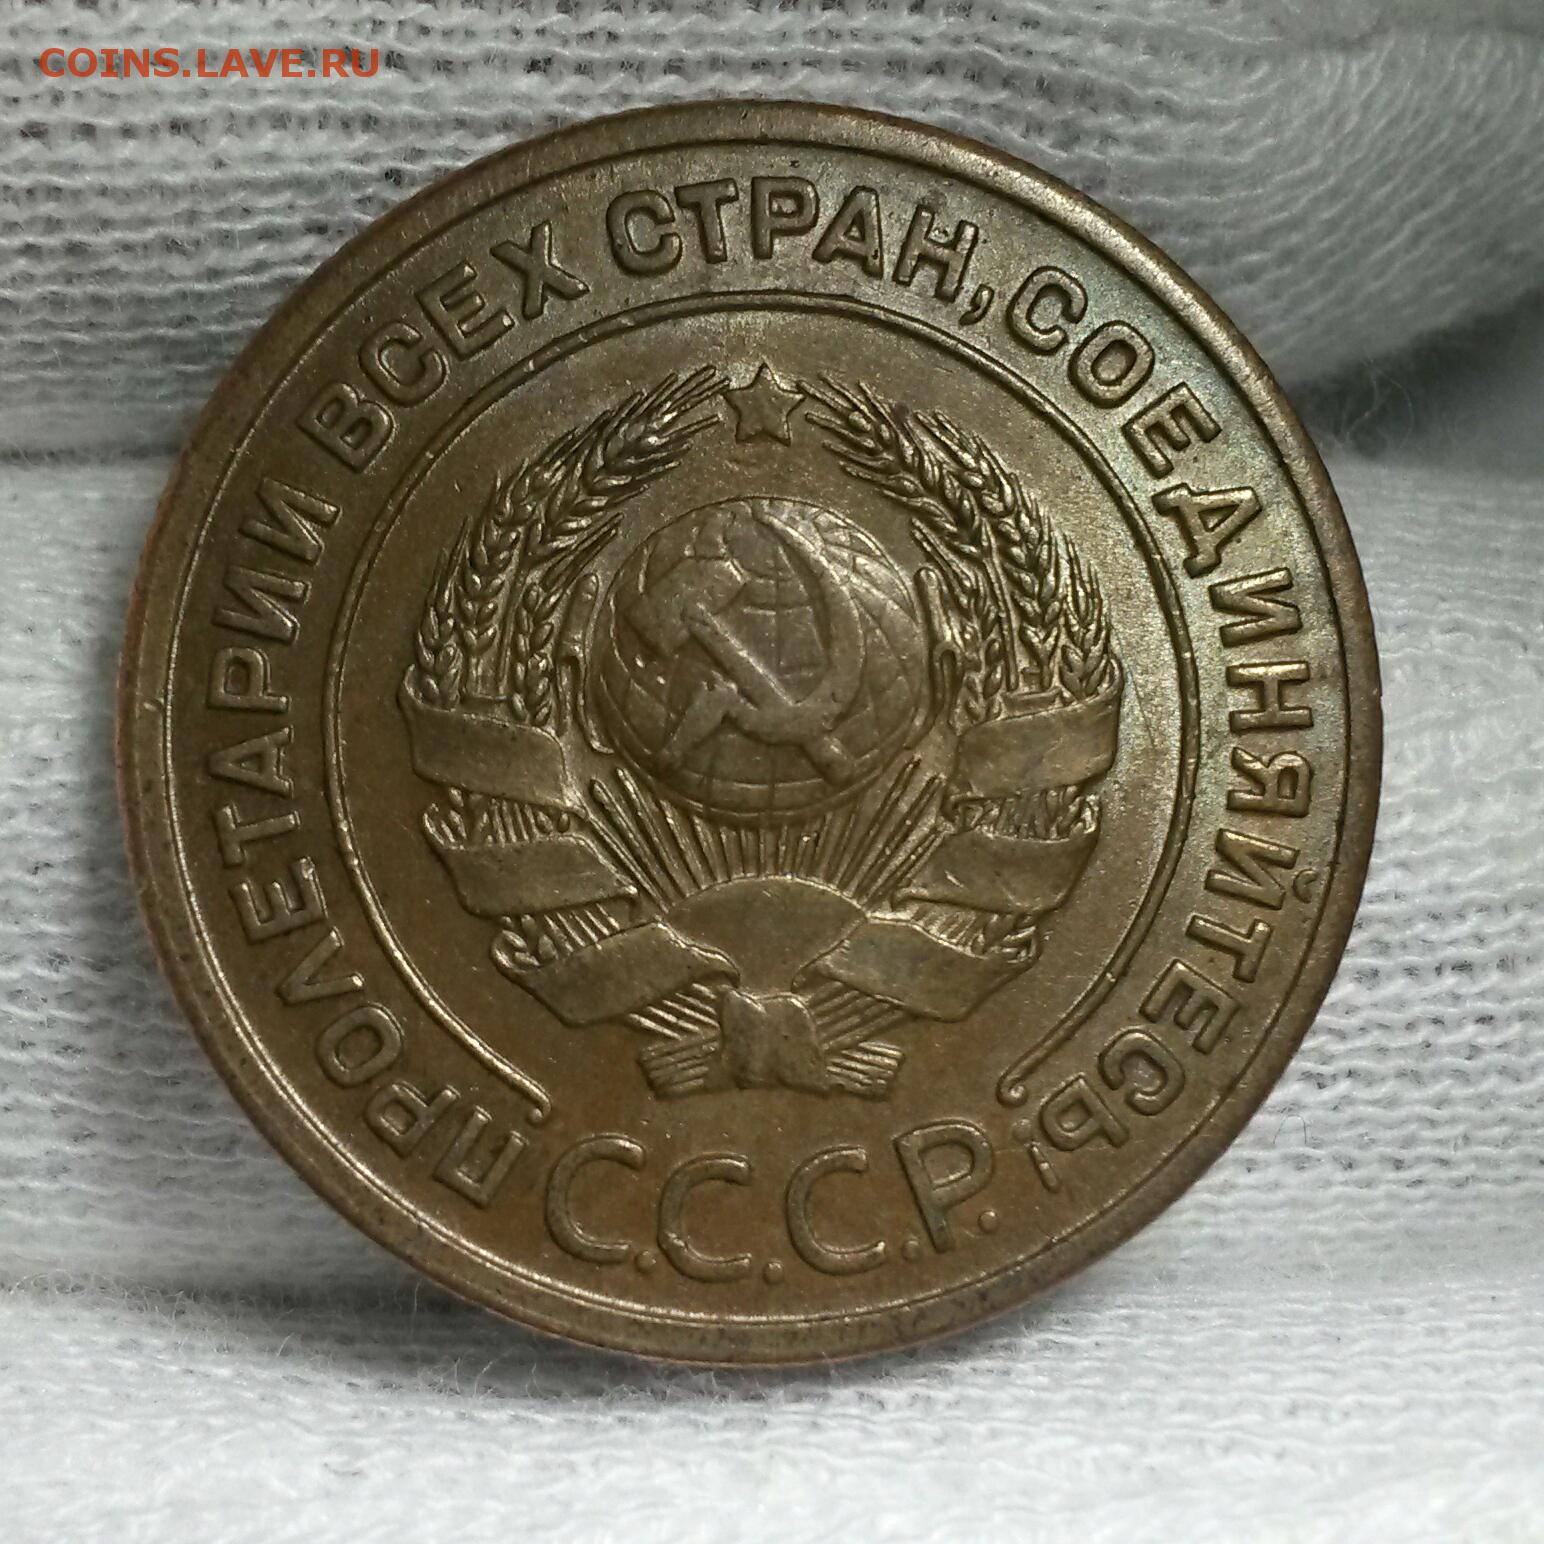 COINS.LAVE.RU
ПРОЛЕТАРИИ ВСЕХ СТРАН, СОЕДИНЯЙТЕСЬ!
С.С.С.Р.